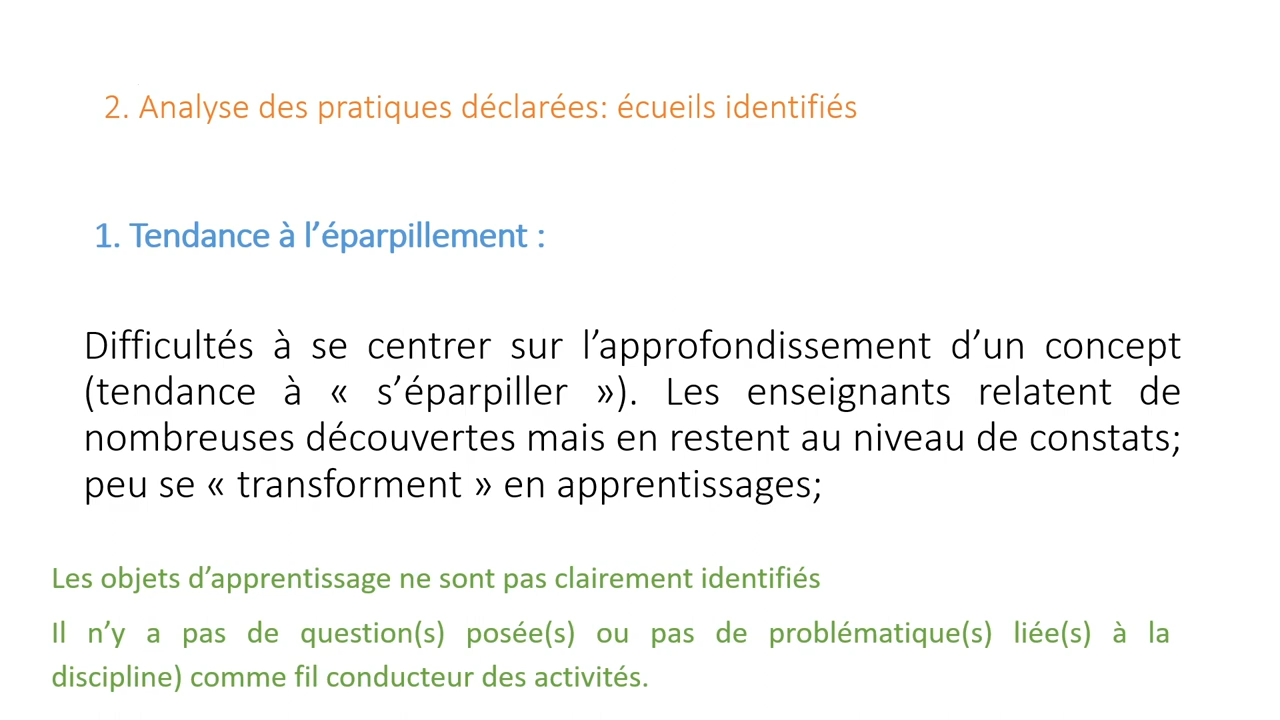 2. Analyse des pratiques déclarées: écueils identifiés
1. Tendance à l’éparpillement :
Difficultés à se centrer sur l’approfondissement d’un concept
(tendance à « s’éparpiller »). Les enseignants relatent de
nombreuses découvertes mais en restent au niveau de constats;
peu se « transforment » en apprentissages;
Les objets d’apprentissage ne sont pas clairement identifiés
Il n’y a pas de question(s) posée(s) ou pas de problématique(s) liée(s) à la
discipline) comme fil conducteur des activités.